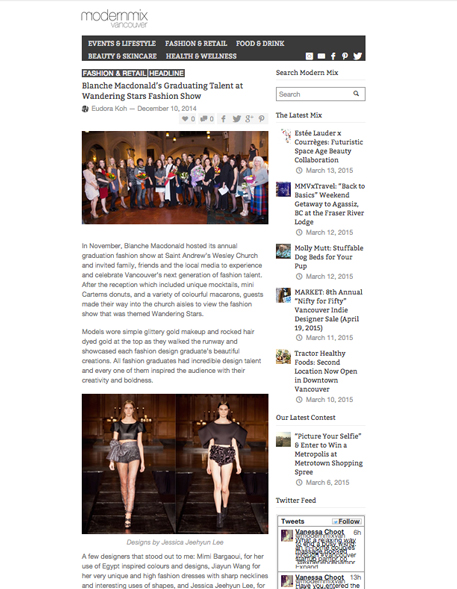 modernmix
vancouver
EVENTS & LIFESTYLE FASHION & RETAIL FOOD & DRINK
BEAUTY & SKINCARE HEALTH & WELLNESS
FASHION & RETAIL HEADLINE
Blanche Macdonald's Graduating Talent at
Wandering Stars Fashion Show
Eudora Koh — December 10, 2014
0 0
In November, Blanche Macdonald hosted its annual
graduation fashion show at Saint Andrew's Wesley Church
and invited family, friends and the local media to experience
and celebrate Vancouver's next generation of fashion talent.
After the reception which included unique mocktails, mini
Cartems donuts, and a variety of colourful macarons, guests
made their way into the church aisles to view the fashion
show that was themed Wandering Stars.
Models wore simple glittery gold makeup and rocked hair
dyed gold at the top as they walked the runway and
showcased each fashion design graduate's beautiful
creations. All fashion graduates had incredible design talent
and every one of them inspired the audience with their
creativity and boldness.
Designs by Jessica Jeehyun Lee
A few designers that stood out to me: Mimi Bargaoui, for her
use of Egypt inspired colours and designs, Jiayun Wang for
her very unique and high fashion dresses with sharp necklines
and interesting uses of shapes, and Jessica Jeehyun Lee, for
Search Modern Mix
Search
The Latest Mix
Estée Lauder x
Courrèges: Futuristic
Space Age Beauty
Collaboration
March 13, 2015
MMVxTravel: "Back to
Basics" Weekend
Getaway to Agassiz,
BC at the Fraser River
Lodge
March 12, 2015
Molly Mutt: Stuffable
Dog Beds for Your
Pup
March 12, 2015
MARKET: 8th Annual
"Nifty for Fifty"
Vancouver Indie
Designer Sale (April
19, 2015)
March 11, 2015
Tractor Healthy
Foods: Second
Location Now Open
in Downtown
Vancouver
March 10, 2015
Our Latest Contest
"Picture Your Selfie"
& Enter to Win a
Metropolis at
Metrotown Shopping
Spree
March 6, 2015
Twitter Feed
Tweets Follow
Vanessa Choot 6h
Expand
Vanessa Choot 13h
Have you entered the